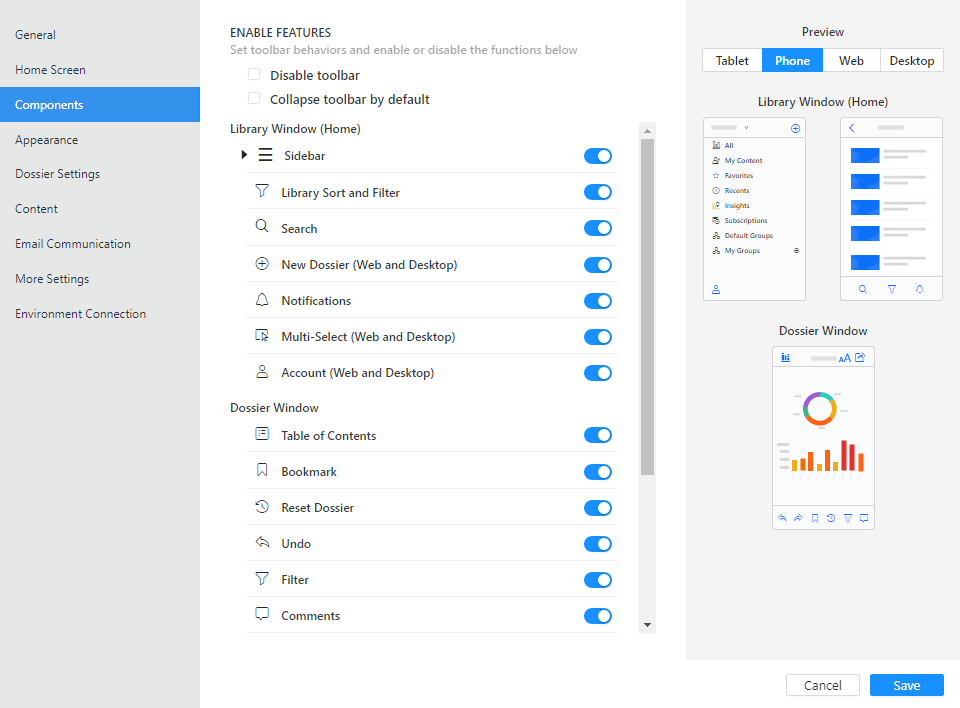 General
Home Screen
Components
Appearance
Dossier Settings
Content
Email Communication
More Settings
Environment Connection
ENABLE FEATURES
Set toolbar behaviors and enable or disable the functions below
Disable toolbar
Collapse toolbar by default
Library Window (Home)
Sidebar
Library Sort and Filter
Search
New Dossier (Web and Desktop)
Notifications
Multi-Select (Web and Desktop)
Account (Web and Desktop)
Dossier Window
Table of Contents
Bookmark
Reset Dossier
Undo
Filter
Comments
Preview
Tablet Phone Web Desktop
Library Window (Home)
All
My Content
Favorites
Recents
Insights
Subscriptions
Default Groups
My Groups
Dossier Window
AA
Cancel Save